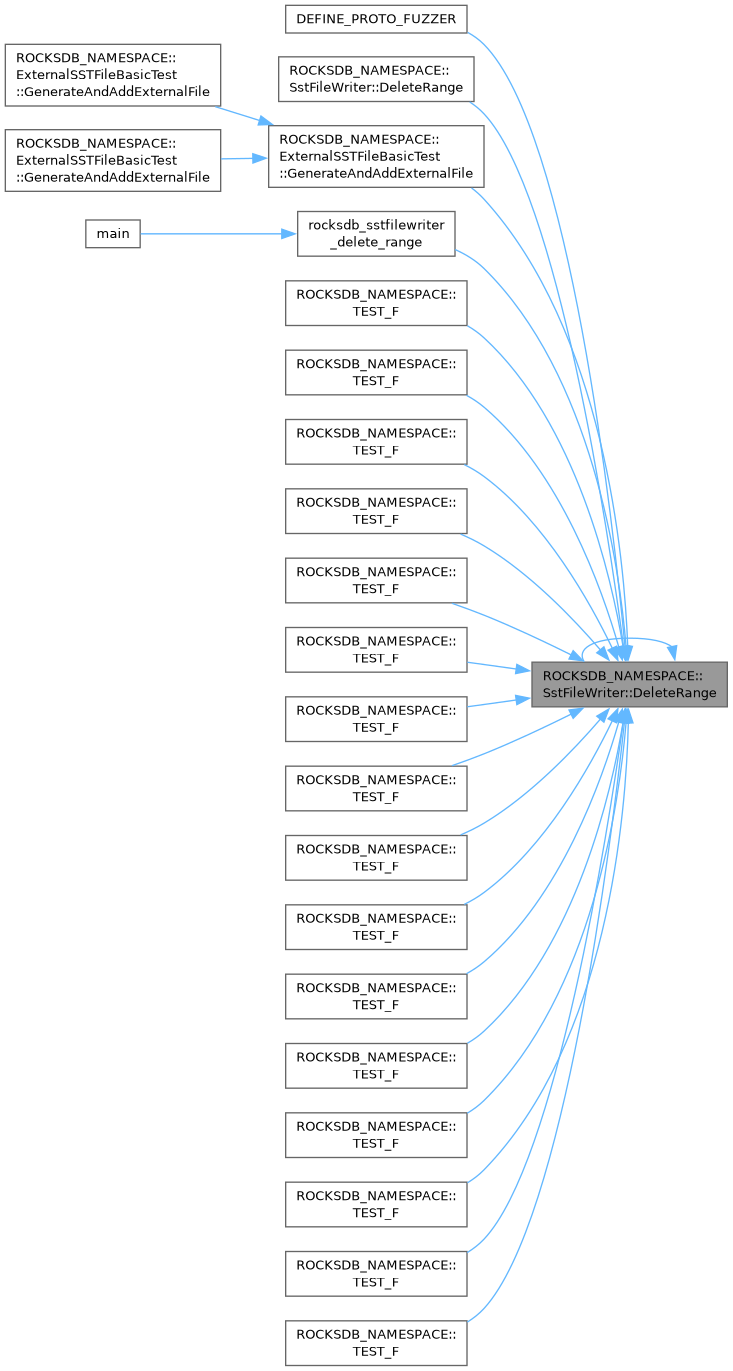 DEFINE_PROTO_FUZZER
ROCKSDB_NAMESPACE::
ExternalSSTFileBasicTest
::GenerateAndAddExternalFile
ROCKSDB_NAMESPACE::
SstFileWriter::DeleteRange
ROCKSDB_NAMESPACE::
ExternalSSTFileBasicTest
::GenerateAndAddExternalFile
ROCKSDB_NAMESPACE::
ExternalSSTFileBasicTest
::GenerateAndAddExternalFile
main
rocksdb_sstfilewriter
_delete_range
ROCKSDB_NAMESPACE::
TEST_F
ROCKSDB_NAMESPACE::
TEST_F
ROCKSDB_NAMESPACE::
TEST_F
ROCKSDB_NAMESPACE::
TEST_F
ROCKSDB_NAMESPACE::
TEST_F
ROCKSDB_NAMESPACE::
TEST_F
ROCKSDB_NAMESPACE::
SstFileWriter::DeleteRange
ROCKSDB_NAMESPACE::
TEST_F
ROCKSDB_NAMESPACE::
TEST_F
ROCKSDB_NAMESPACE::
TEST_F
ROCKSDB_NAMESPACE::
TEST_F
ROCKSDB_NAMESPACE::
TEST_F
ROCKSDB_NAMESPACE::
TEST_F
ROCKSDB_NAMESPACE::
TEST_F
ROCKSDB_NAMESPACE::
TEST_F
ROCKSDB_NAMESPACE::
TEST_F
ROCKSDB_NAMESPACE::
TEST_F